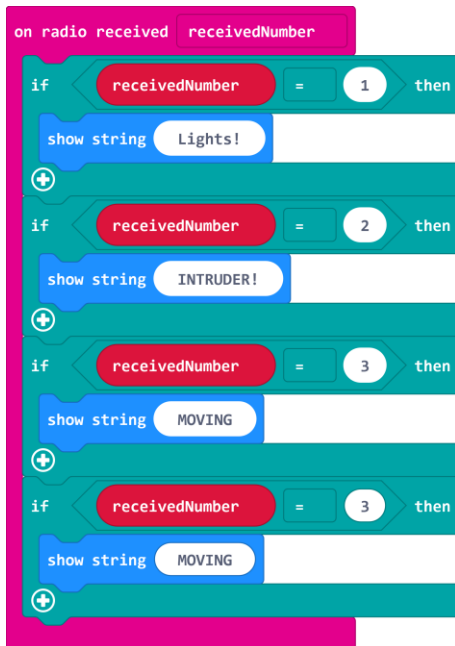 on radio received receivedNumber
if receivedNumber = 1 then
show string Lights!
if receivedNumber = 2 then
show string INTRUDER!
if receivedNumber = 3 then
show string MOVING
if receivedNumber = 3 then
show string MOVING